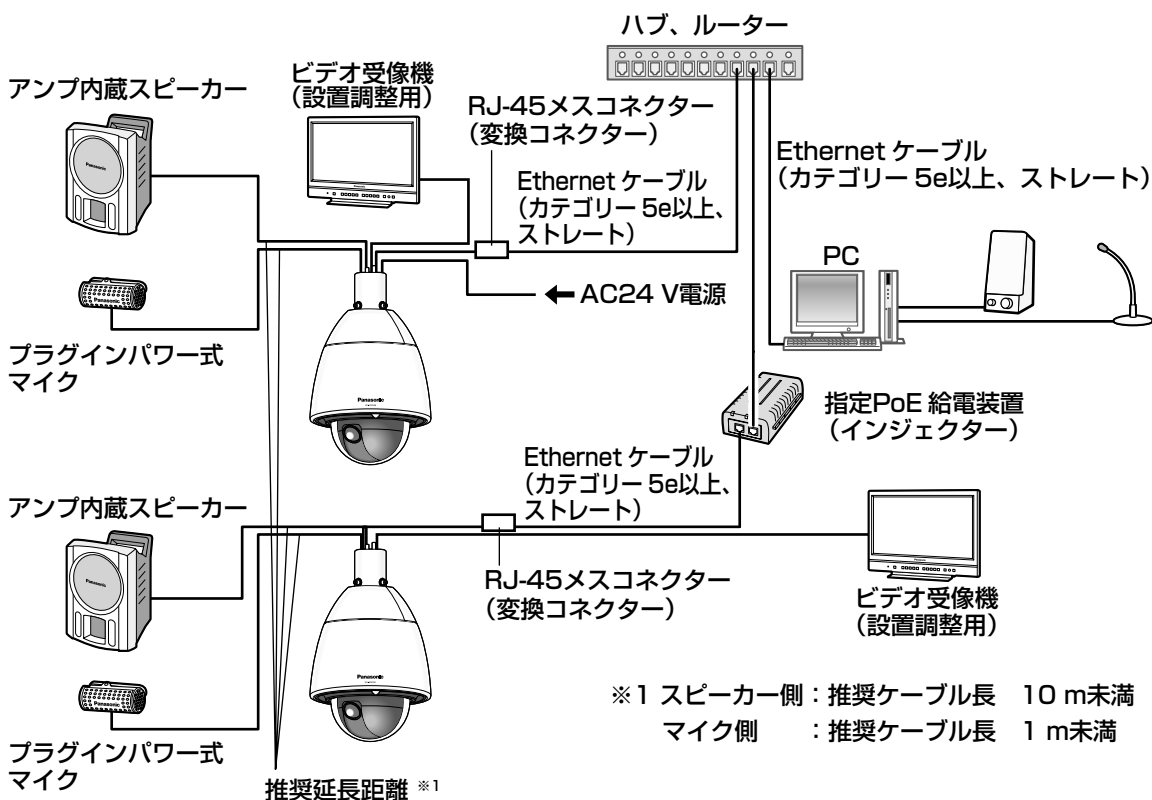 ハブ、ルーター
アンプ内蔵スピーカー
ビデオ受像機
（設置調整用）
RJ-45メスコネクター
（変換コネクター）
Ethernet ケーブル
（カテゴリー 5e以上、
ストレート）
Ethernet ケーブル
（カテゴリー 5e以上、ストレート）
Panasonic
PC
AC24 V電源
Panasonic
プラグインパワー式
マイク
Panasonic
指定PoE 給電装置
（インジェクター）
Ethernet ケーブル
（カテゴリー 5e以上、
ストレート）
アンプ内蔵スピーカー
Panasonic
RJ-45メスコネクター
（変換コネクター）
ビデオ受像機
（設置調整用）
Panasonic
Panasonic
プラグインパワー式
マイク
※1 スピーカー側：推奨ケーブル長　10 m未満
マイク側　　：推奨ケーブル長　1 m未満
推奨延長距離 ※1